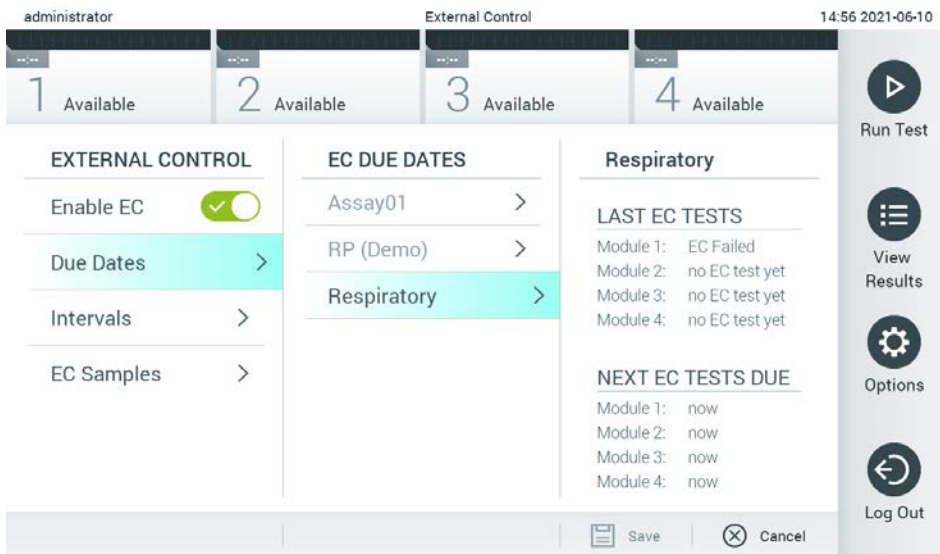 administrator External Control 14:56 2021-06-10
--:-- --:-- --:-- --:--
1 Available 2 Available 3 Available 4 Available
Run Test
EXTERNAL CONTROL
Enable EC
Due Dates
Intervals
EC Samples
EC DUE DATES
Assay01
RP (Demo)
Respiratory
Respiratory
LAST EC TESTS
Module 1: EC Failed
Module 2: no EC test yet
Module 3: no EC test yet
Module 4: no EC test yet
NEXT EC TESTS DUE
Module 1: now
Module 2: now
Module 3: now
Module 4: now
View
Results
Options
Log Out
Save Cancel